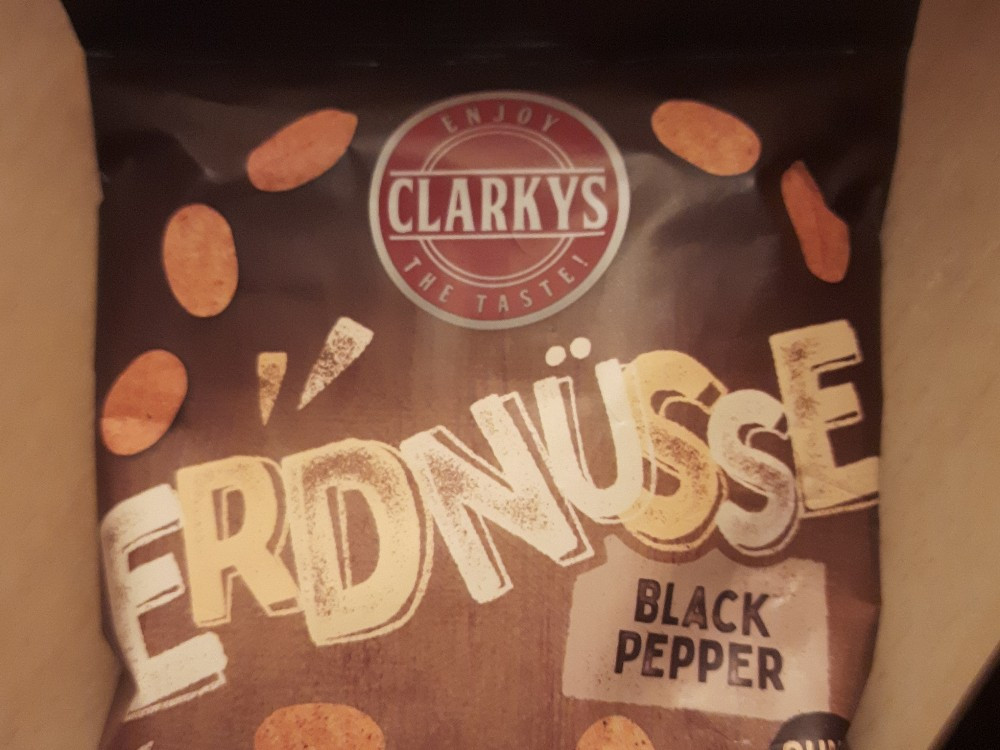 ENJOY
CLARKYS
THE TASTE!
ERDNÜSSE
BLACK
PEPPER